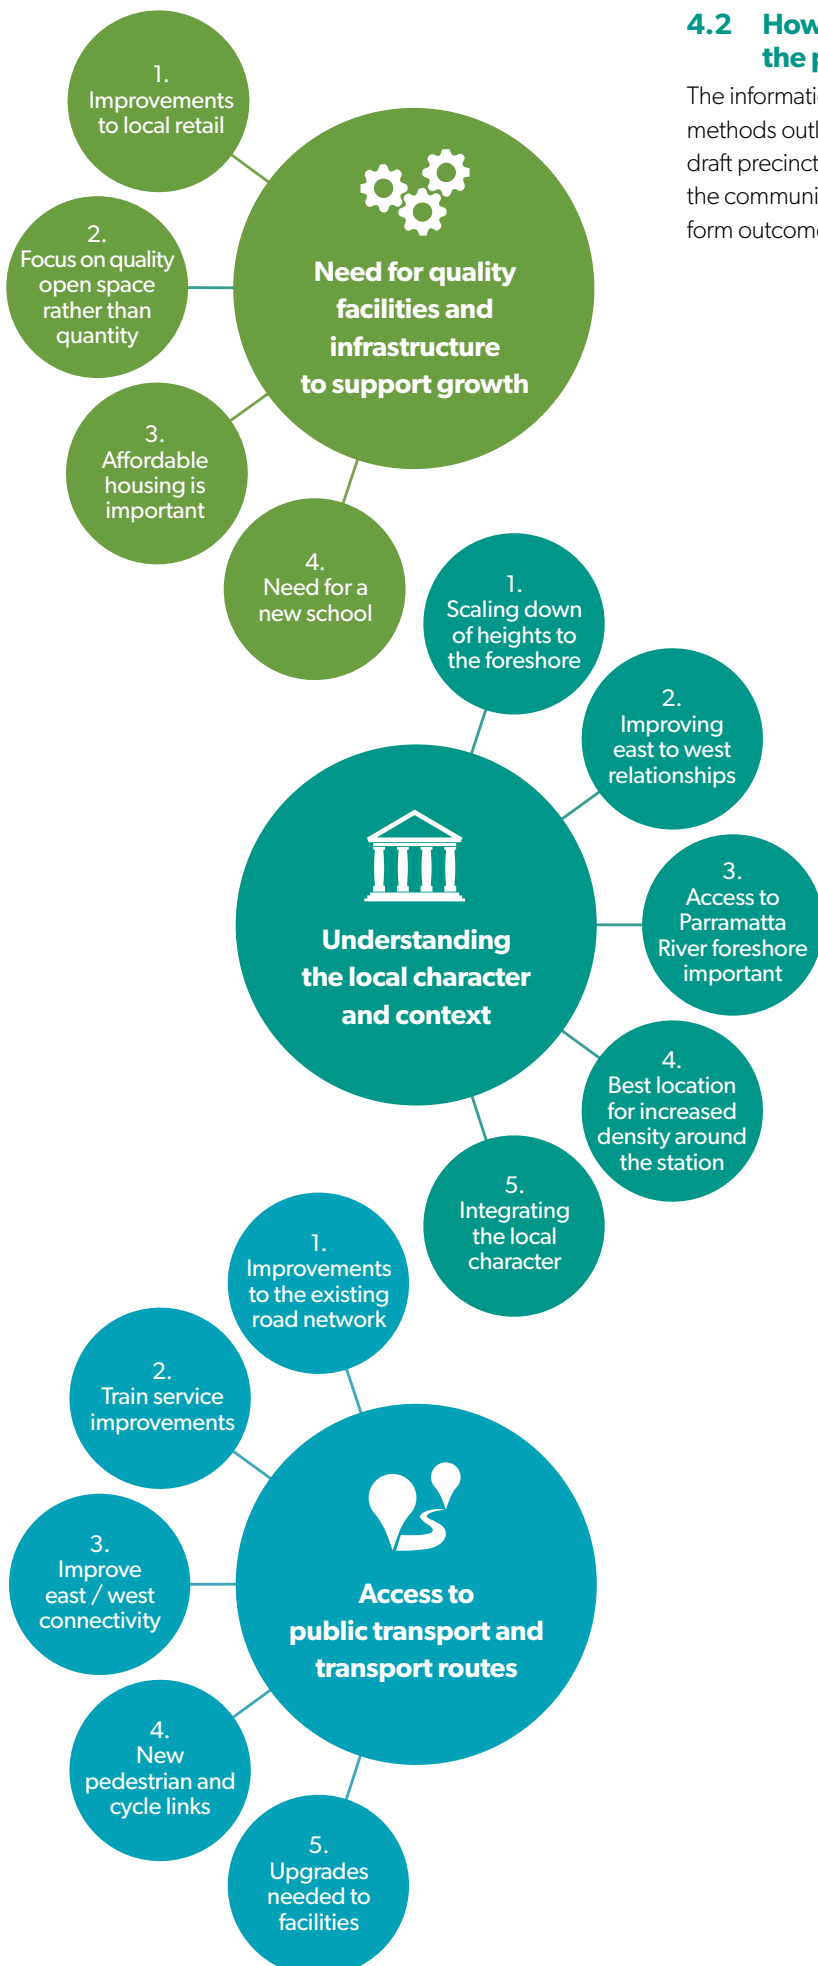 1.
Improvements
to local retail
2.
Focus on quality
open space
rather than
quantity
3.
Affordable
housing is
important
4.
Need for a
new school
Need for quality
facilities and
infrastructure
to support growth
4.2 How
the p
The informati
methods outl
draft precinct
the communi
form outcome
1.
Scaling down
of heights to
the foreshore
2.
Improving
east to west
relationships
3.
Access to
Parramatta
River foreshore
important
4.
Best location
for increased
density around
the station
5.
Integrating
the local
character
Understanding
the local character
and context
1.
Improvements
to the existing
road network
2.
Train service
improvements
3.
Improve
east / west
connectivity
4.
New
pedestrian and
cycle links
5.
Upgrades
needed to
facilities
Access to
public transport and
transport routes